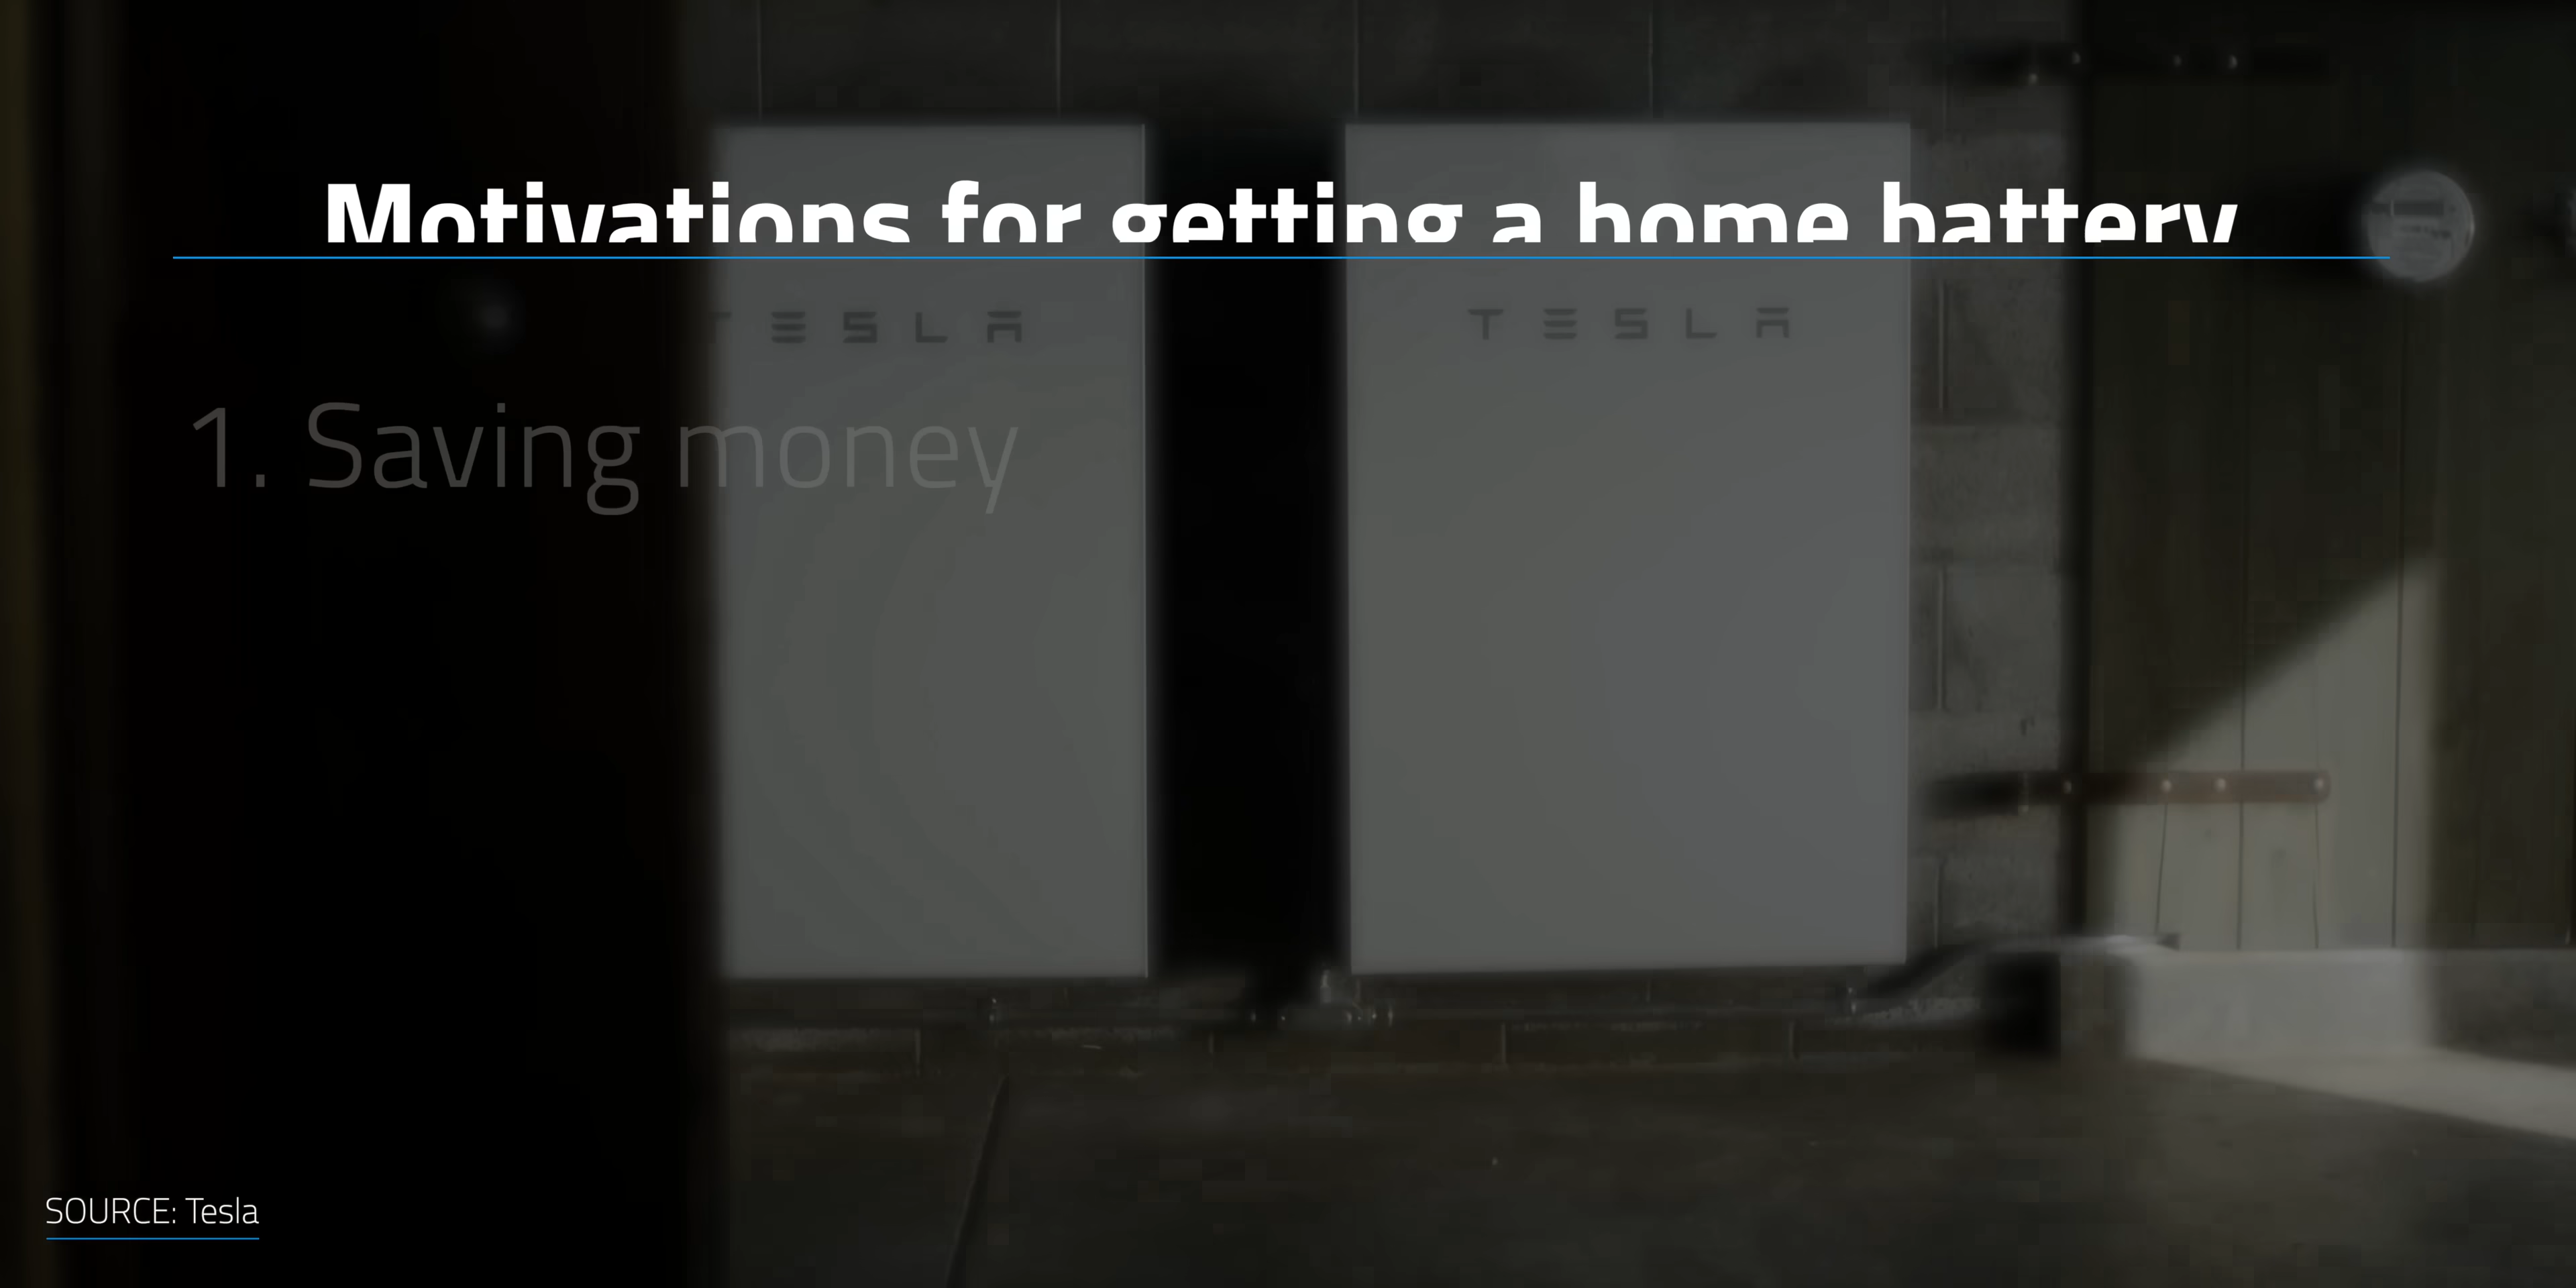 Motivations for getting a home battery
TESLA
TESLA
1. Saving money
SOURCE: Tesla